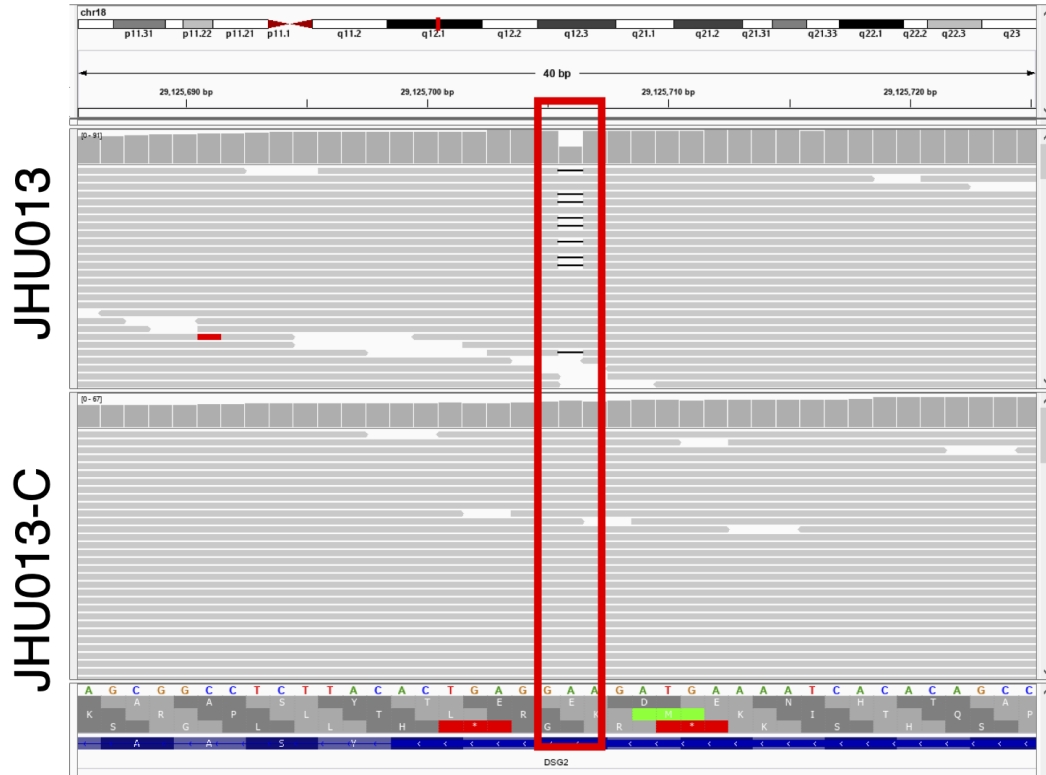 chr18
p11.31 p11.22 p11.21 p11.1 q11.2 q12.1 q12.2 q12.3 q21.1 q21.2 q21.31 q21.33 q22.1 q22.2 q22.3 q23
40 bp
29,125,690 bp 29,125,700 bp 29,125,710 bp 29,125,720 bp
JHU013
[0 - 91]
JHU013-C
[0 - 67]
A G C G G C C T C T T A C A C T G A G G A A G A T G A A A A T C A C A C A G C C
A A S Y T E E D E N H T A
K R P L T L R K M K I T Q P
S G L L H * G R * K S H S
A A S Y
DSG2